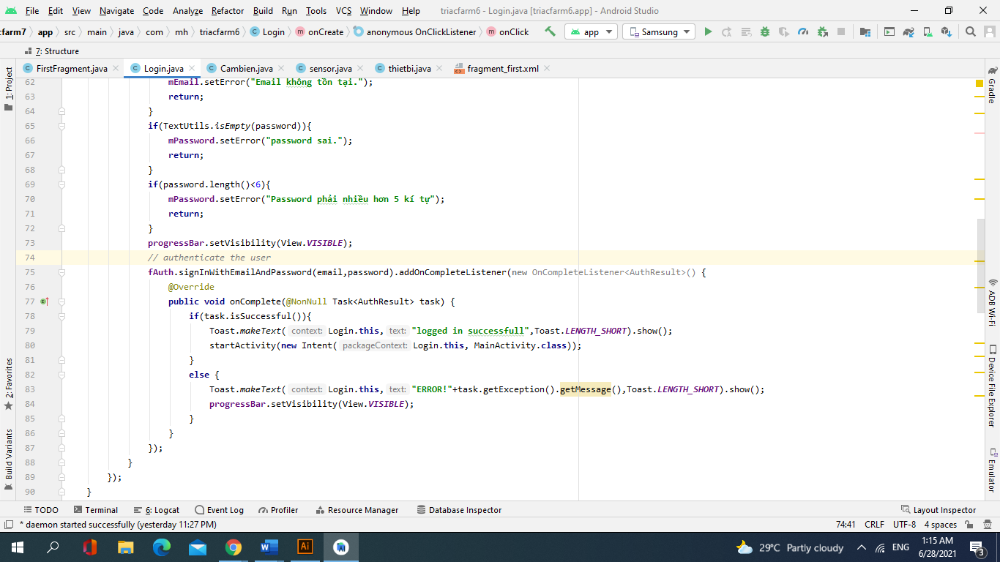 File Edit View Navigate Code Analyze Refactor Build Run Tools VCS Window Help triacfarm6 - Login.java [triacfarm6.app] - Android Studio
cfarm7 app src main java com mh triacfarm6 C Login m onCreate anonymous OnClickListener m onClick app Samsung
7: Structure
C FirstFragment.java C Login.java C Cambien.java C sensor.java C thietbi.java fragment_first.xml
1: Project
2: Favorites
Build Variants
62 mEmail.setError("Email không tồn tại.");
63 return;
64 }
65 if(TextUtils.isEmpty(password)){
66 mPassword.setError("password sai.");
67 return;
68 }
69 if(password.length()<6){
70 mPassword.setError("Password phải nhiều hơn 5 kí tự");
71 return;
72 }
73 progressBar.setVisibility(View.VISIBLE);
74 // authenticate the user
75 fAuth.signInWithEmailAndPassword(email,password).addOnCompleteListener(new OnCompleteListener<AuthResult>() {
76 @Override
77 public void onComplete(@NonNull Task<AuthResult> task) {
78 if(task.isSuccessful()){
79 Toast.makeText( context: Login.this, text: "logged in successfull",Toast.LENGTH_SHORT).show();
80 startActivity(new Intent( packageContext: Login.this, MainActivity.class));
81 }
82 else {
83 Toast.makeText( context: Login.this, text: "ERROR!"+task.getException().getMessage(),Toast.LENGTH_SHORT).show();
84 progressBar.setVisibility(View.VISIBLE);
85 }
86 }
87 });
88 }
89 });
90 }
Gradle
ADB Wi-Fi
Device File Explorer
Emulator
TODO Terminal 6: Logcat Event Log Profiler Resource Manager Database Inspector Layout Inspector
* daemon started successfully (yesterday 11:27 PM) 74:41 CRLF UTF-8 4 spaces
W Ai 29°C Partly cloudy ENG 1:15 AM
6/28/2021 3